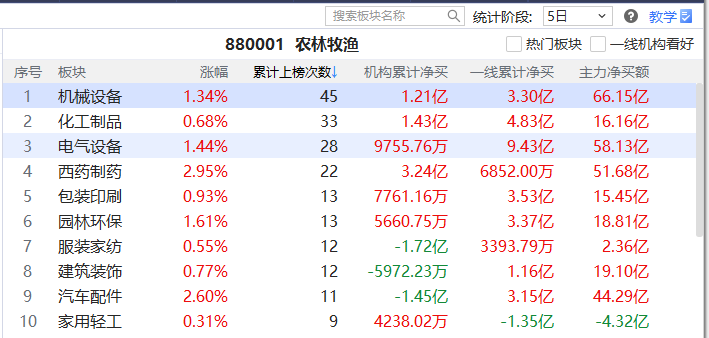 搜索板块名称 统计阶段: 5日 ? 教学
880001 农林牧渔 热门板块 一线机构看好
序号 板块 涨幅 累计上榜次数↓ 机构累计净买 一线累计净买 主力净买额
1 机械设备 1.34% 45 1.21亿 3.30亿 66.15亿
2 化工制品 0.68% 33 1.43亿 4.83亿 16.16亿
3 电气设备 1.44% 28 9755.76万 9.43亿 58.13亿
4 西药制药 2.95% 22 3.24亿 6852.00万 51.68亿
5 包装印刷 0.93% 13 7761.16万 3.53亿 15.45亿
6 园林环保 1.61% 13 5660.75万 3.37亿 18.81亿
7 服装家纺 0.55% 12 -1.72亿 3393.79万 2.36亿
8 建筑装饰 0.77% 12 -5972.23万 1.16亿 19.10亿
9 汽车配件 2.60% 11 -1.45亿 3.15亿 44.29亿
10 家用轻工 0.31% 9 4238.02万 -1.35亿 -4.32亿